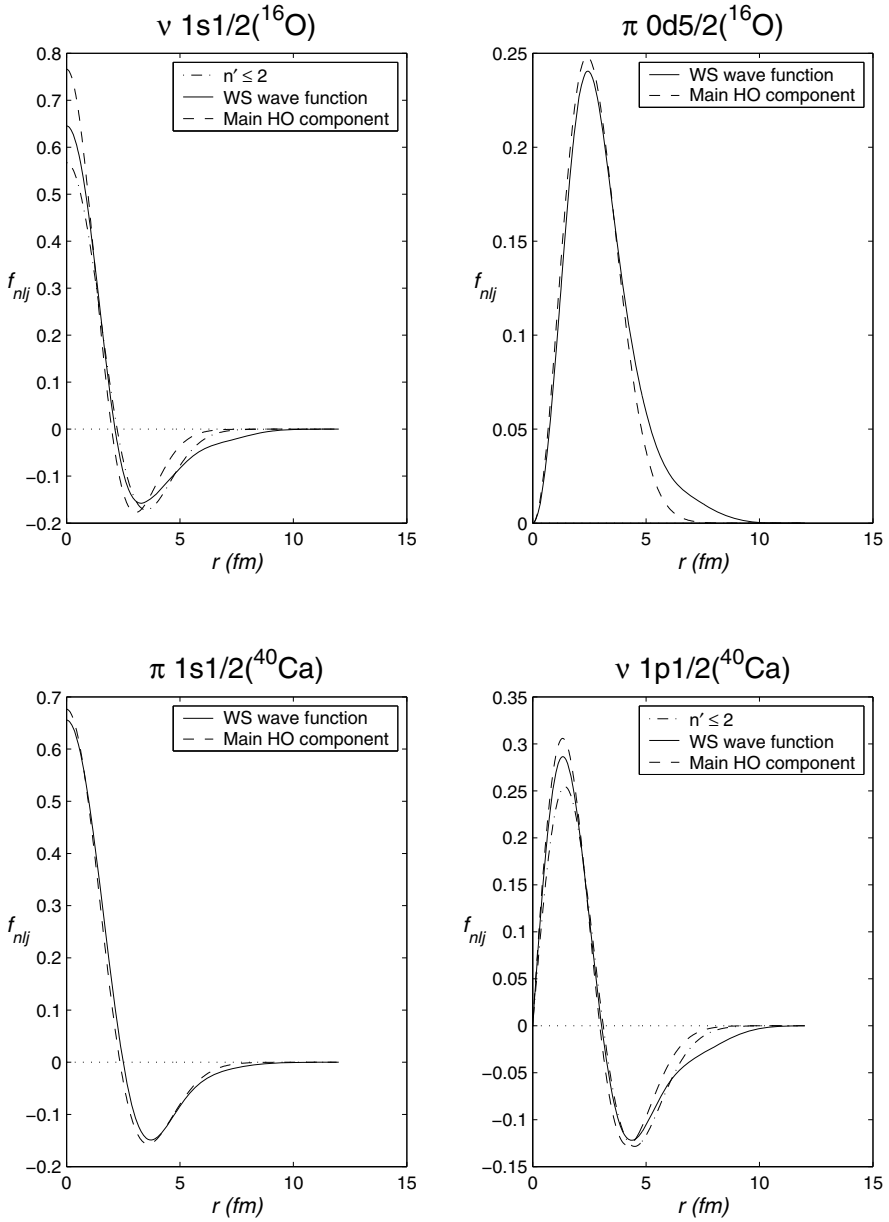 ν 1s1/2(¹⁶O)
0.8
0.7
0.6
0.5
0.4
0.3
0.2
0.1
0
−0.1
−0.2
f_nlj
n′ ≤ 2
WS wave function
Main HO component
0
5
10
15
r (fm)
π 0d5/2(¹⁶O)
0.25
0.2
0.15
0.1
0.05
0
f_nlj
WS wave function
Main HO component
0
5
10
15
r (fm)
π 1s1/2(⁴⁰Ca)
0.7
0.6
0.5
0.4
0.3
0.2
0.1
0
−0.1
−0.2
f_nlj
WS wave function
Main HO component
0
5
10
15
r (fm)
ν 1p1/2(⁴⁰Ca)
0.35
0.3
0.25
0.2
0.15
0.1
0.05
0
−0.05
−0.1
−0.15
f_nlj
n′ ≤ 2
WS wave function
Main HO component
0
5
10
15
r (fm)